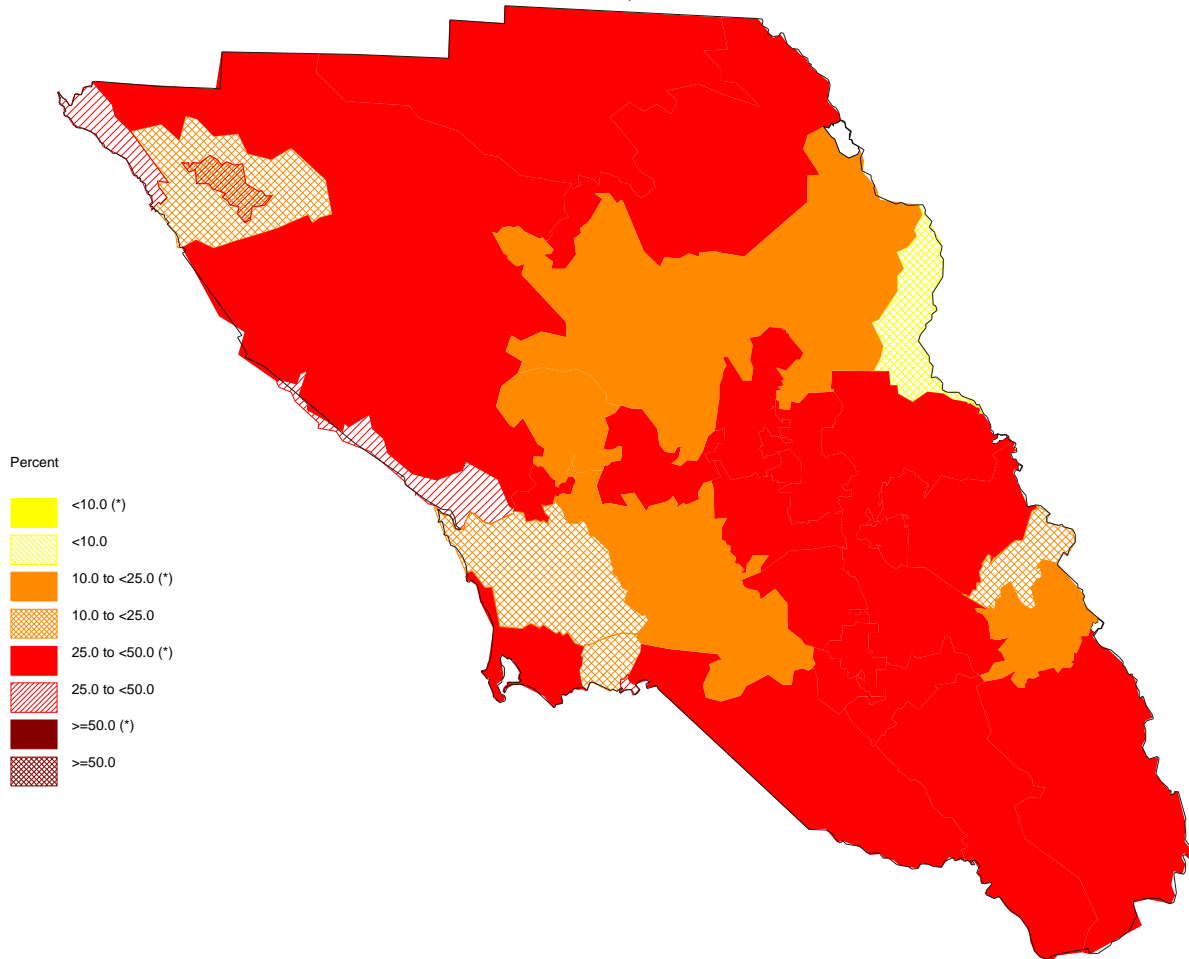 Percent
<10.0 (*)
<10.0
10.0 to <25.0 (*)
10.0 to <25.0
25.0 to <50.0 (*)
25.0 to <50.0
>=50.0 (*)
>=50.0